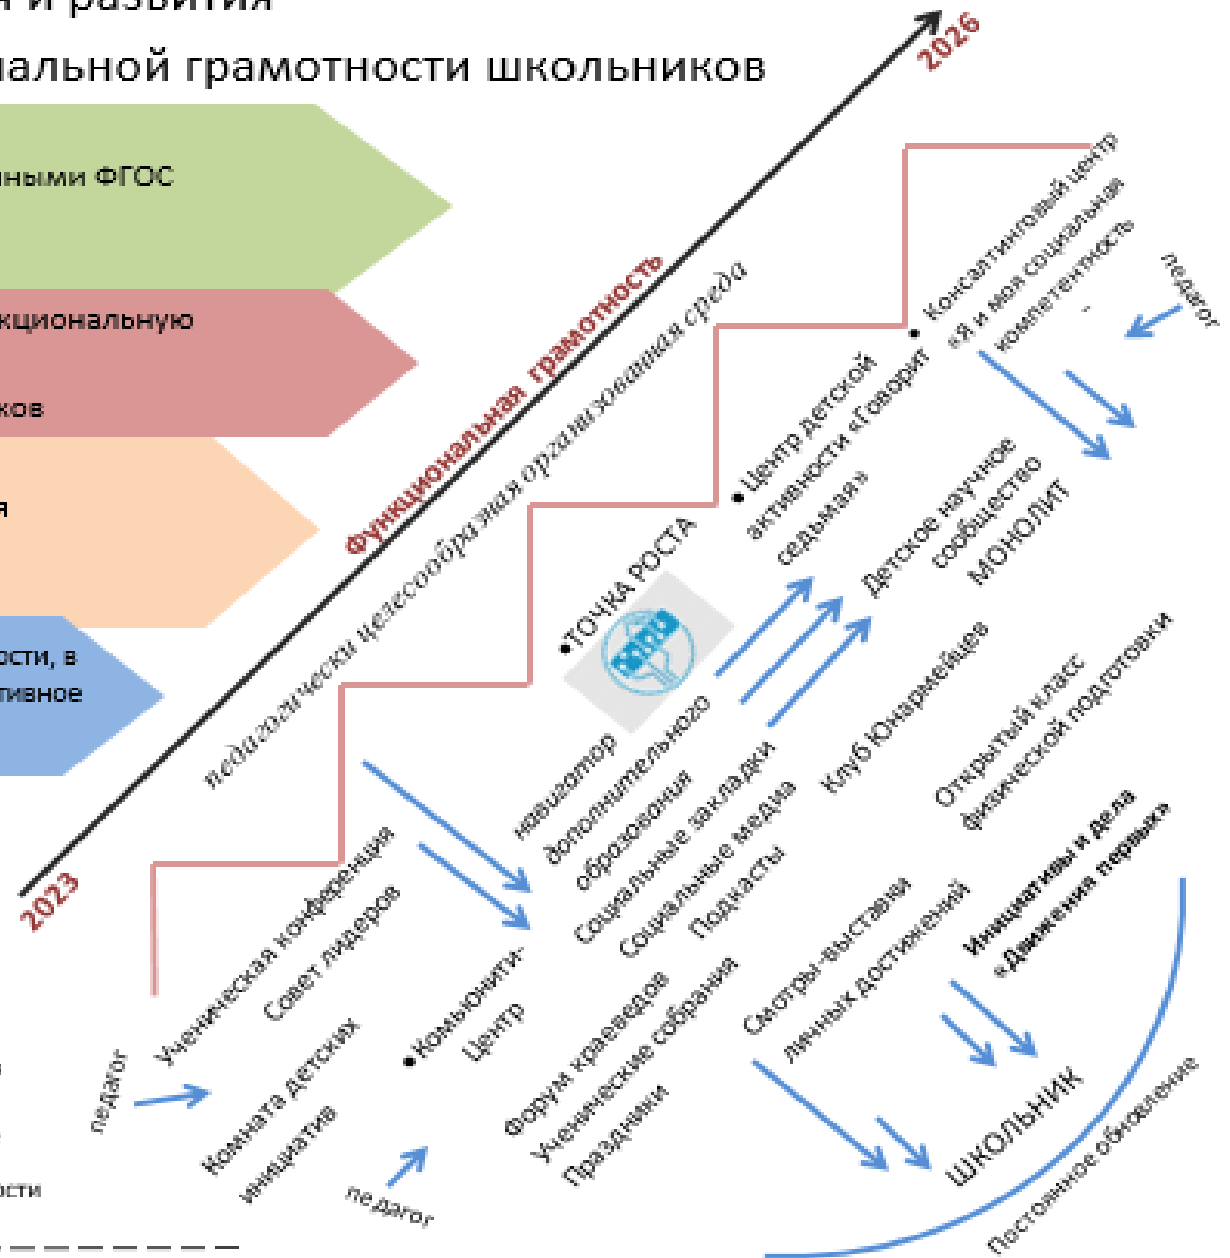 и развития
нальной грамотности школьников
нными ФГОС
кциональную
ков
я
ости, в
тивное
2026
Функциональная грамотность
педагогически целесообразная организованная среда
2023
• Консалтинговый центр
«Я и моя социальная
компетентность
педагог
• Центр детской
активности «Говорит
седьмая»
Детское научное
сообщество
МОНОЛИТ
•ТОЧКА РОСТА
навигатор
дополнительного
образования
Социальные закладки
Социальные медиа
Подкасты
Клуб Юнармейцев
Открытый класс
физической подготовки
Инициативы и дела
«Движения первых»
Ученическая конференция
Совет лидеров
Комната детских
инициатив
педагог
• Комьюнити-
Центр
педагог
Форум краеведов
Ученические собрания
Праздники
Смотры-выставки
личных достижений
ШКОЛЬНИК
Постоянное обновление
ости